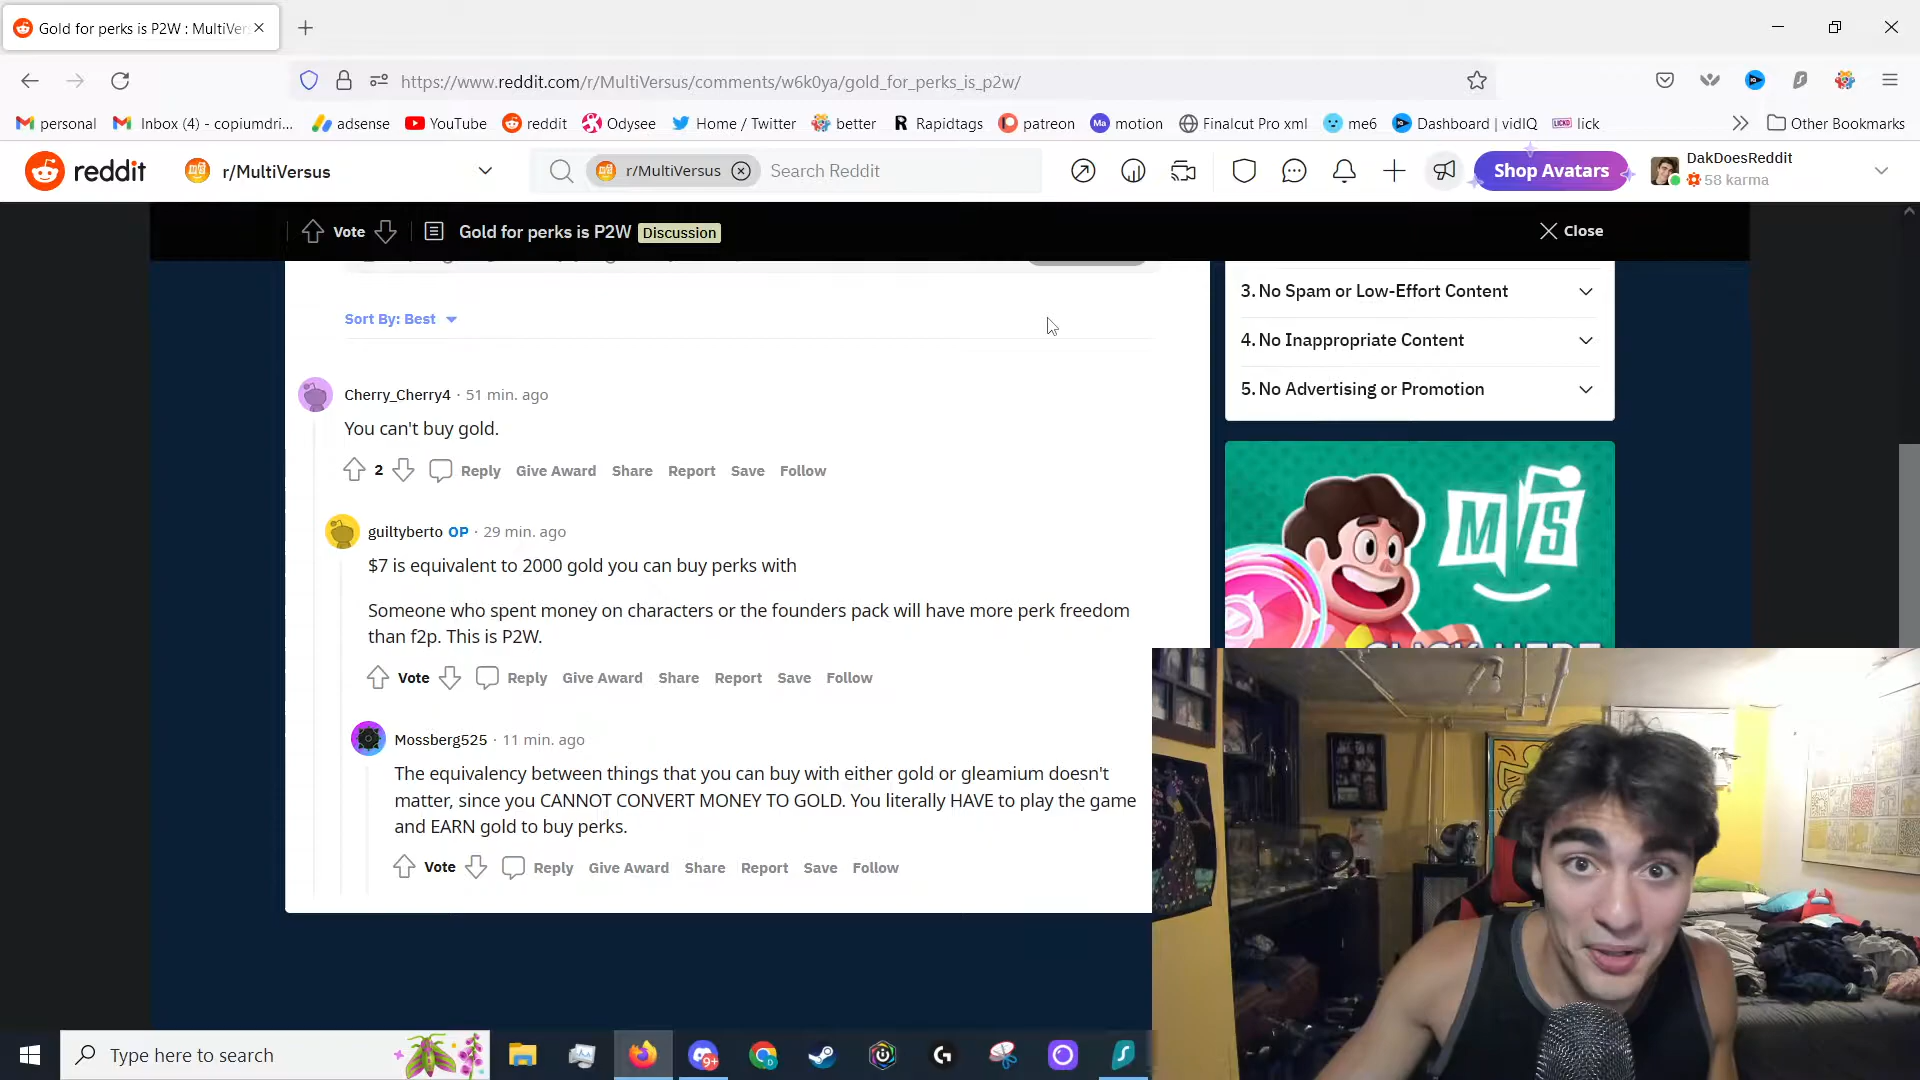 Gold for perks is P2W : MultiVer
https://www.reddit.com/r/MultiVersus/comments/w6k0ya/gold_for_perks_is_p2w/
personal Inbox (4) - copiumdri... adsense YouTube reddit Odysee Home / Twitter better Rapidtags patreon motion Finalcut Pro xml me6 Dashboard | vidIQ lick Other Bookmarks
reddit r/MultiVersus r/MultiVersus Search Reddit Shop Avatars DakDoesReddit
58 karma
Vote Gold for perks is P2W Discussion Close
3. No Spam or Low-Effort Content
Sort By: Best
4. No Inappropriate Content
5. No Advertising or Promotion
Cherry_Cherry4 · 51 min. ago
You can't buy gold.
2 Reply Give Award Share Report Save Follow
guiltyberto OP · 29 min. ago
$7 is equivalent to 2000 gold you can buy perks with
Someone who spent money on characters or the founders pack will have more perk freedom
than f2p. This is P2W.
Vote Reply Give Award Share Report Save Follow
Mossberg525 · 11 min. ago
The equivalency between things that you can buy with either gold or gleamium doesn't
matter, since you CANNOT CONVERT MONEY TO GOLD. You literally HAVE to play the game
and EARN gold to buy perks.
Vote Reply Give Award Share Report Save Follow
M/S
CLICK HERE
Type here to search
9+